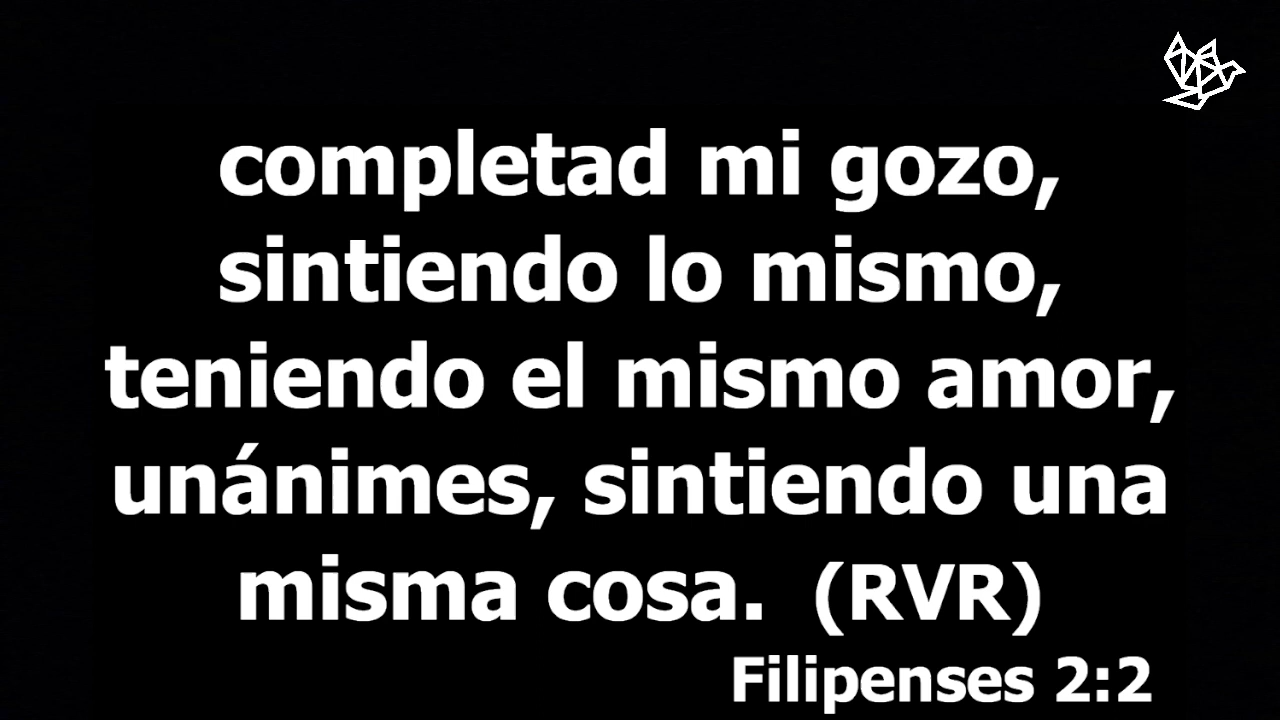 completad mi gozo,
sintiendo lo mismo,
teniendo el mismo amor,
unánimes, sintiendo una
misma cosa.  (RVR)
Filipenses 2:2